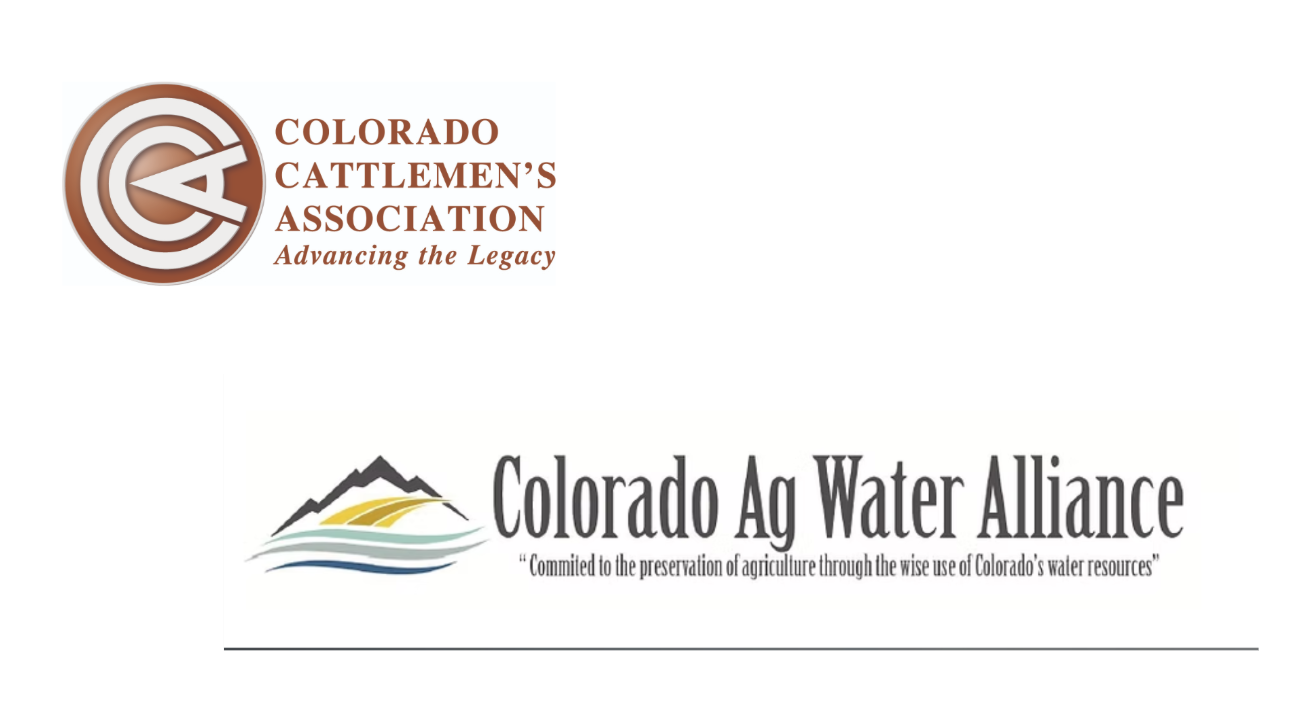 CCA
COLORADO
CATTLEMEN'S
ASSOCIATION
Advancing the Legacy
Colorado Ag Water Alliance
“ Commited to the preservation of agriculture through the wise use of Colorado's water resources”